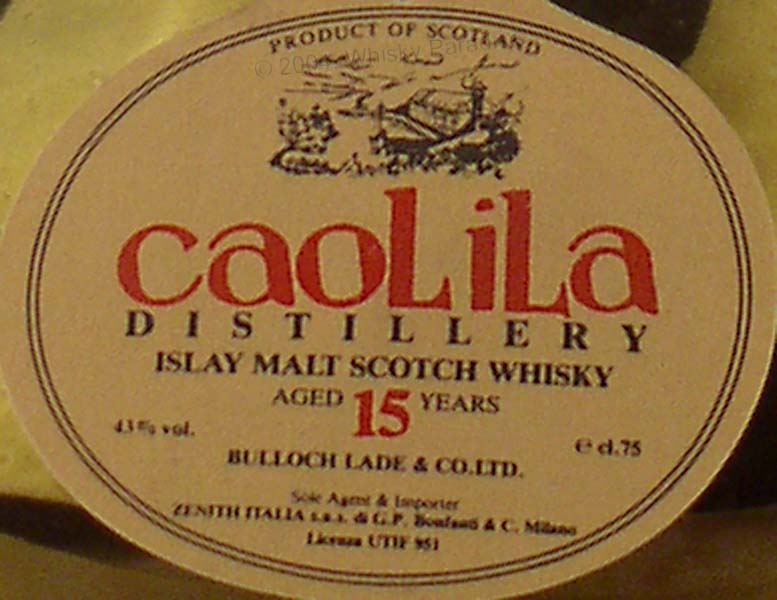 PRODUCT OF SCOTLAND
caoLiLa
DISTILLERY
ISLAY MALT SCOTCH WHISKY
AGED 15 YEARS
43% vol.
e cl.75
BULLOCH LADE & CO.LTD.
Sole Agent & Importer
ZENITH ITALIA s.a.s. di G.P. Bonfanti & C. Milano
Licenza UTIF 951